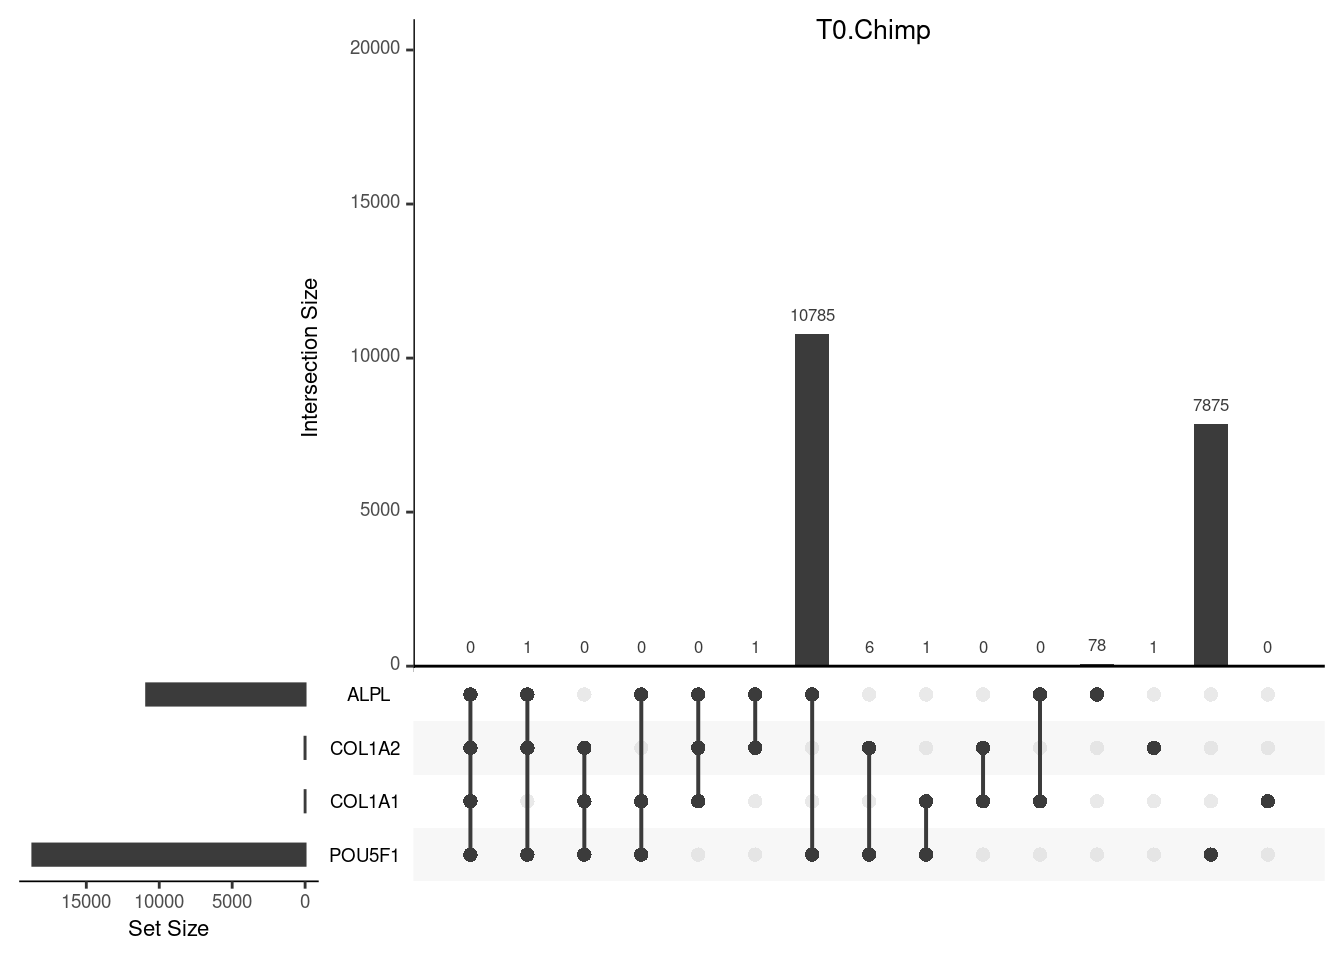 T0.Chimp
20000
15000
10000
5000
0
Intersection Size
10785
7875
0 1 0 0 0 1 6 1 0 0 78 1 0
ALPL
COL1A2
COL1A1
POU5F1
15000 10000 5000 0
Set Size